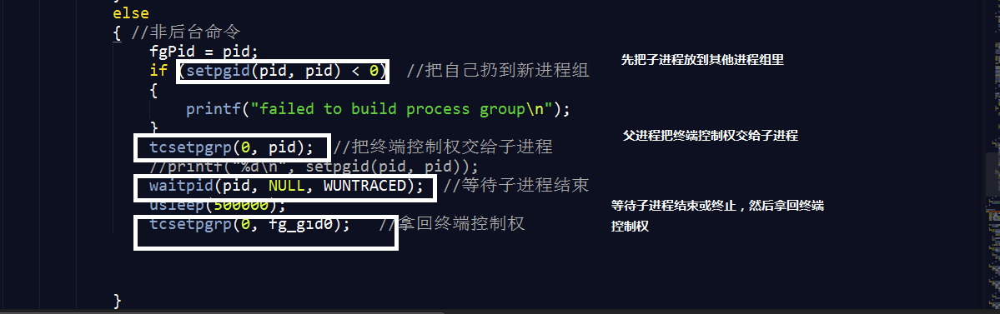 else
{ //非后台命令
fgPid = pid;
if (setpgid(pid, pid) < 0) //把自己扔到新进程组
先把子进程放到其他进程组里
{
printf("failed to build process group\n");
}
父进程把终端控制权交给子进程
tcsetpgrp(0, pid); //把终端控制权交给子进程
//printf("%d\n", setpgid(pid, pid));
waitpid(pid, NULL, WUNTRACED); //等待子进程结束
usleep(500000);
等待子进程结束或终止，然后拿回终端
控制权
tcsetpgrp(0, fg_gid0); //拿回终端控制权
}